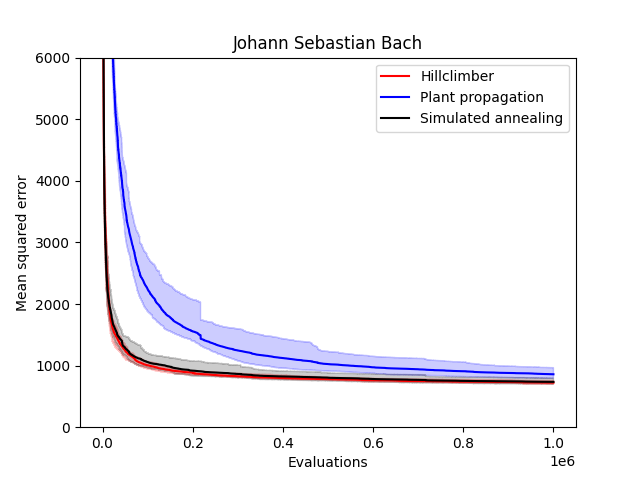 Johann Sebastian Bach
Hillclimber
Plant propagation
Simulated annealing
Mean squared error
6000
5000
4000
3000
2000
1000
0
0.0 0.2 0.4 0.6 0.8 1.0
1e6
Evaluations